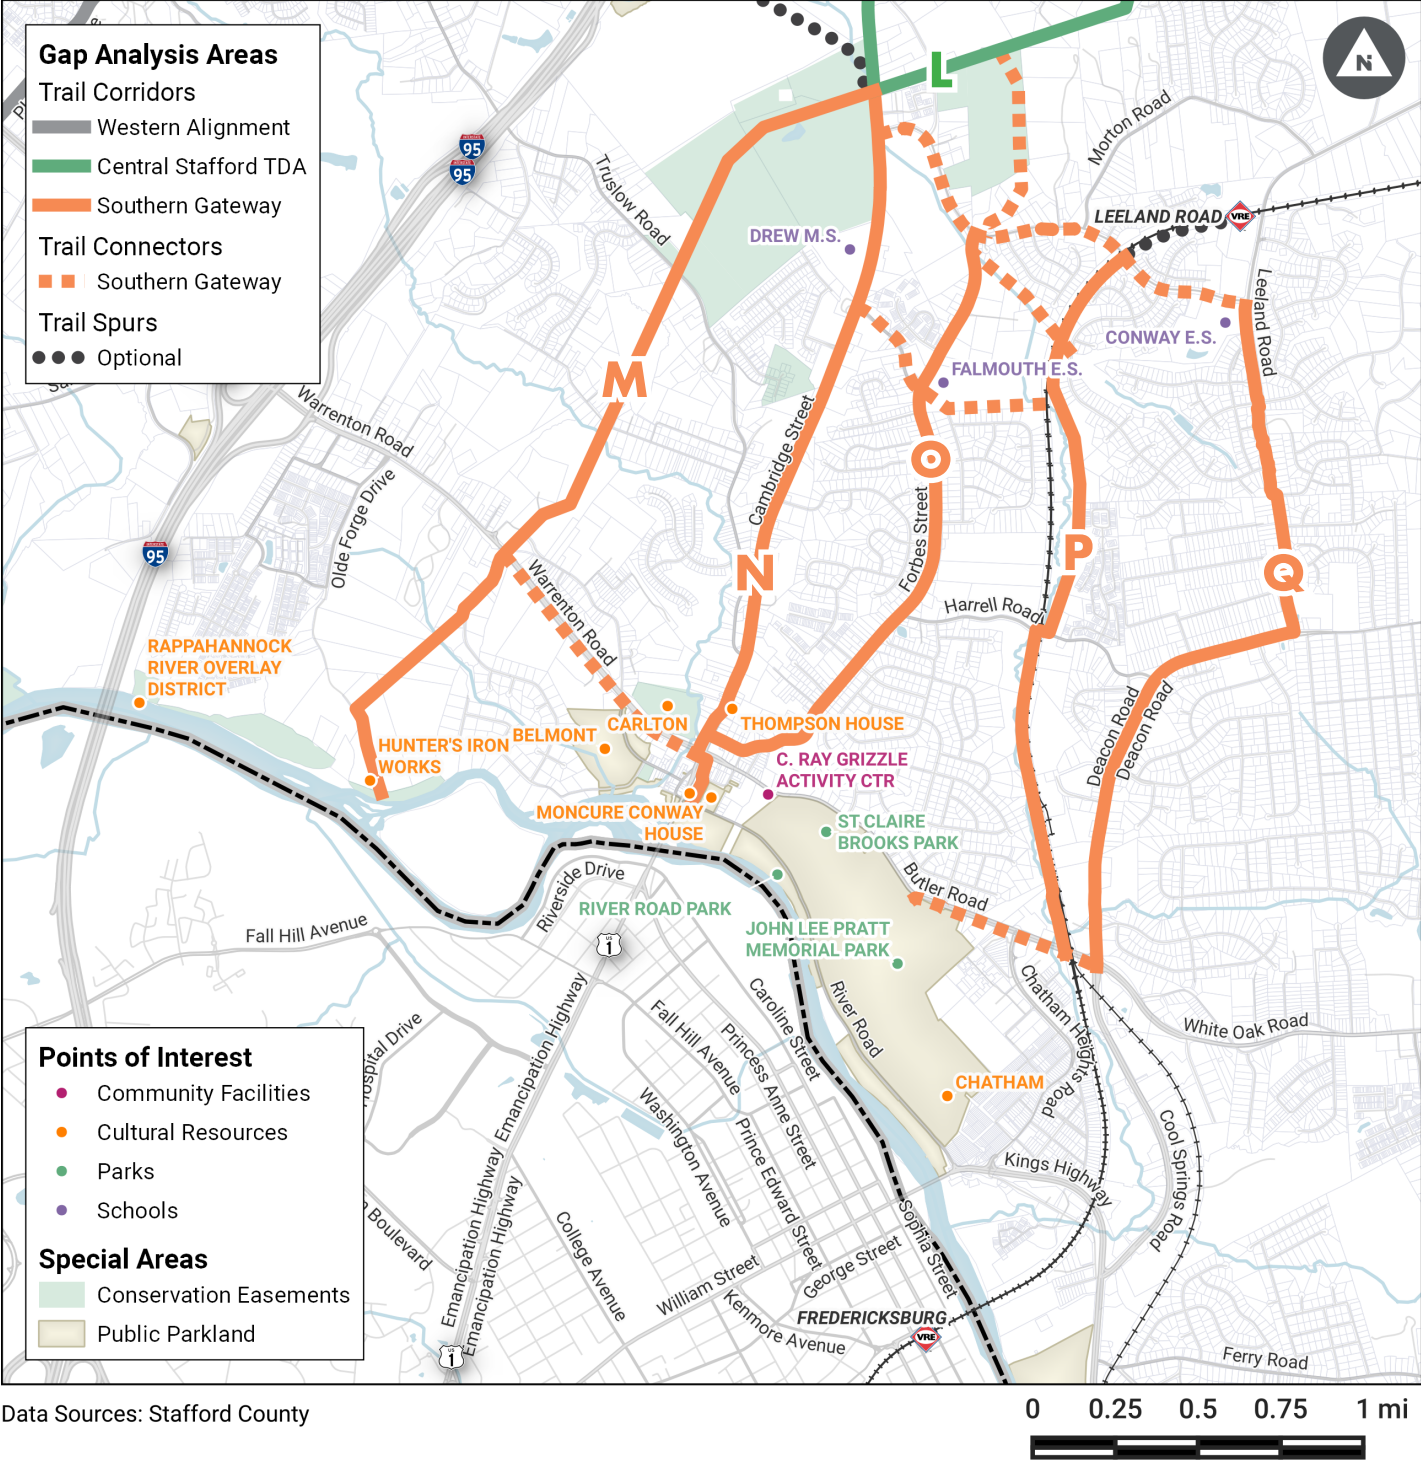 Gap Analysis Areas
Trail Corridors
Western Alignment
Central Stafford TDA
Southern Gateway
Trail Connectors
Southern Gateway
Trail Spurs
Optional
N
L
95
95
Truslow Road
Morton Road
LEELAND ROAD
VRE
DREW M.S.
Leeland Road
CONWAY E.S.
FALMOUTH E.S.
M
Warrenton Road
Cambridge Street
O
Olde Forge Drive
Forbes Street
95
N
P
Q
Warrenton Road
Harrell Road
RAPPAHANNOCK
RIVER OVERLAY
DISTRICT
Deacon Road
Deacon Road
CARLTON
THOMPSON HOUSE
BELMONT
HUNTER'S IRON
WORKS
C. RAY GRIZZLE
ACTIVITY CTR
MONCURE CONWAY
HOUSE
ST CLAIRE
BROOKS PARK
Riverside Drive
Butler Road
RIVER ROAD PARK
JOHN LEE PRATT
MEMORIAL PARK
Fall Hill Avenue
US
1
Caroline Street
River Road
Chatham Heights Road
White Oak Road
Fall Hill Avenue
Princess Anne Street
Emancipation Highway
CHATHAM
Washington Avenue
Prince Edward Street
Cool Springs Road
Kings Highway
Emancipation Highway
Emancipation Highway
College Avenue
Sophia Street
George Street
William Street
Kenmore Avenue
FREDERICKSBURG
VRE
Ferry Road
US
1
Boulevard
Points of Interest
Community Facilities
Cultural Resources
Parks
Schools
Special Areas
Conservation Easements
Public Parkland
Data Sources: Stafford County
0 0.25 0.5 0.75 1 mi